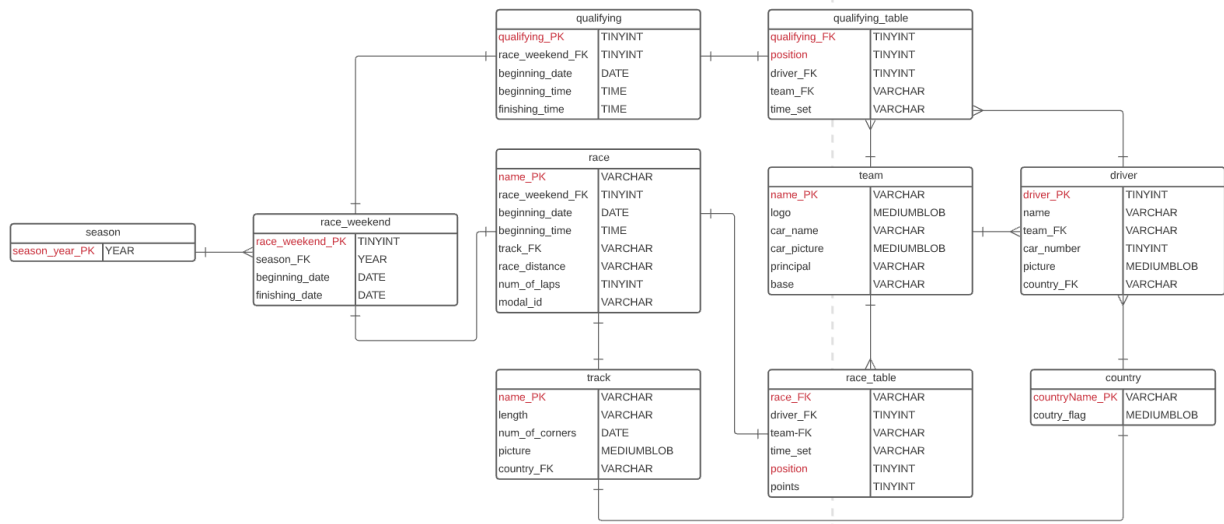 qualifying
qualifying_PK TINYINT
race_weekend_FK TINYINT
beginning_date DATE
beginning_time TIME
finishing_time TIME
qualifying_table
qualifying_FK TINYINT
position TINYINT
driver_FK TINYINT
team_FK VARCHAR
time_set VARCHAR
race
name_PK VARCHAR
race_weekend_FK TINYINT
beginning_date DATE
beginning_time TIME
track_FK VARCHAR
race_distance VARCHAR
num_of_laps TINYINT
modal_id VARCHAR
team
name_PK VARCHAR
logo MEDIUMBLOB
car_name VARCHAR
car_picture MEDIUMBLOB
principal VARCHAR
base VARCHAR
driver
driver_PK TINYINT
name VARCHAR
team_FK VARCHAR
car_number TINYINT
picture MEDIUMBLOB
country_FK VARCHAR
season
season_year_PK YEAR
race_weekend
race_weekend_PK TINYINT
season_FK YEAR
beginning_date DATE
finishing_date DATE
track
name_PK VARCHAR
length VARCHAR
num_of_corners DATE
picture MEDIUMBLOB
country_FK VARCHAR
race_table
race_FK VARCHAR
driver_FK TINYINT
team-FK VARCHAR
time_set VARCHAR
position TINYINT
points TINYINT
country
countryName_PK VARCHAR
coutry_flag MEDIUMBLOB